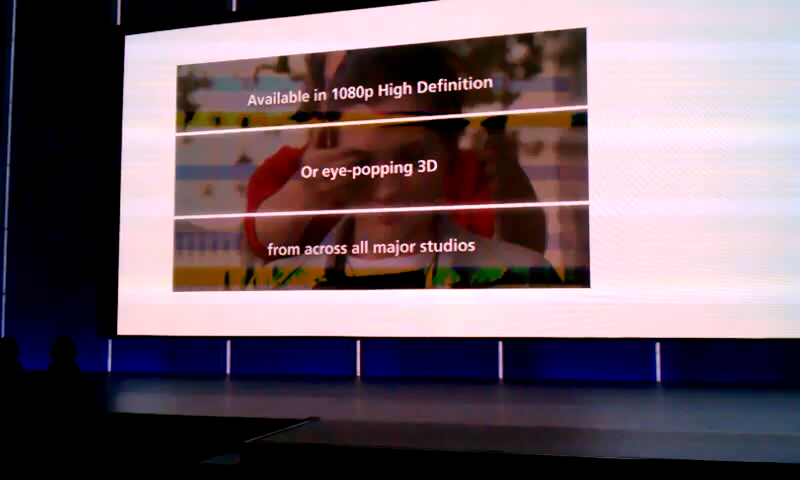 Available in 1080p High Definition
Or eye-popping 3D
from across all major studios